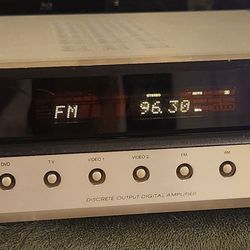 STEREO
FM 96.30
DVD TV VIDEO 1 VIDEO 2 FM AM
DISCRETE OUTPUT DIGITAL AMPLIFIER